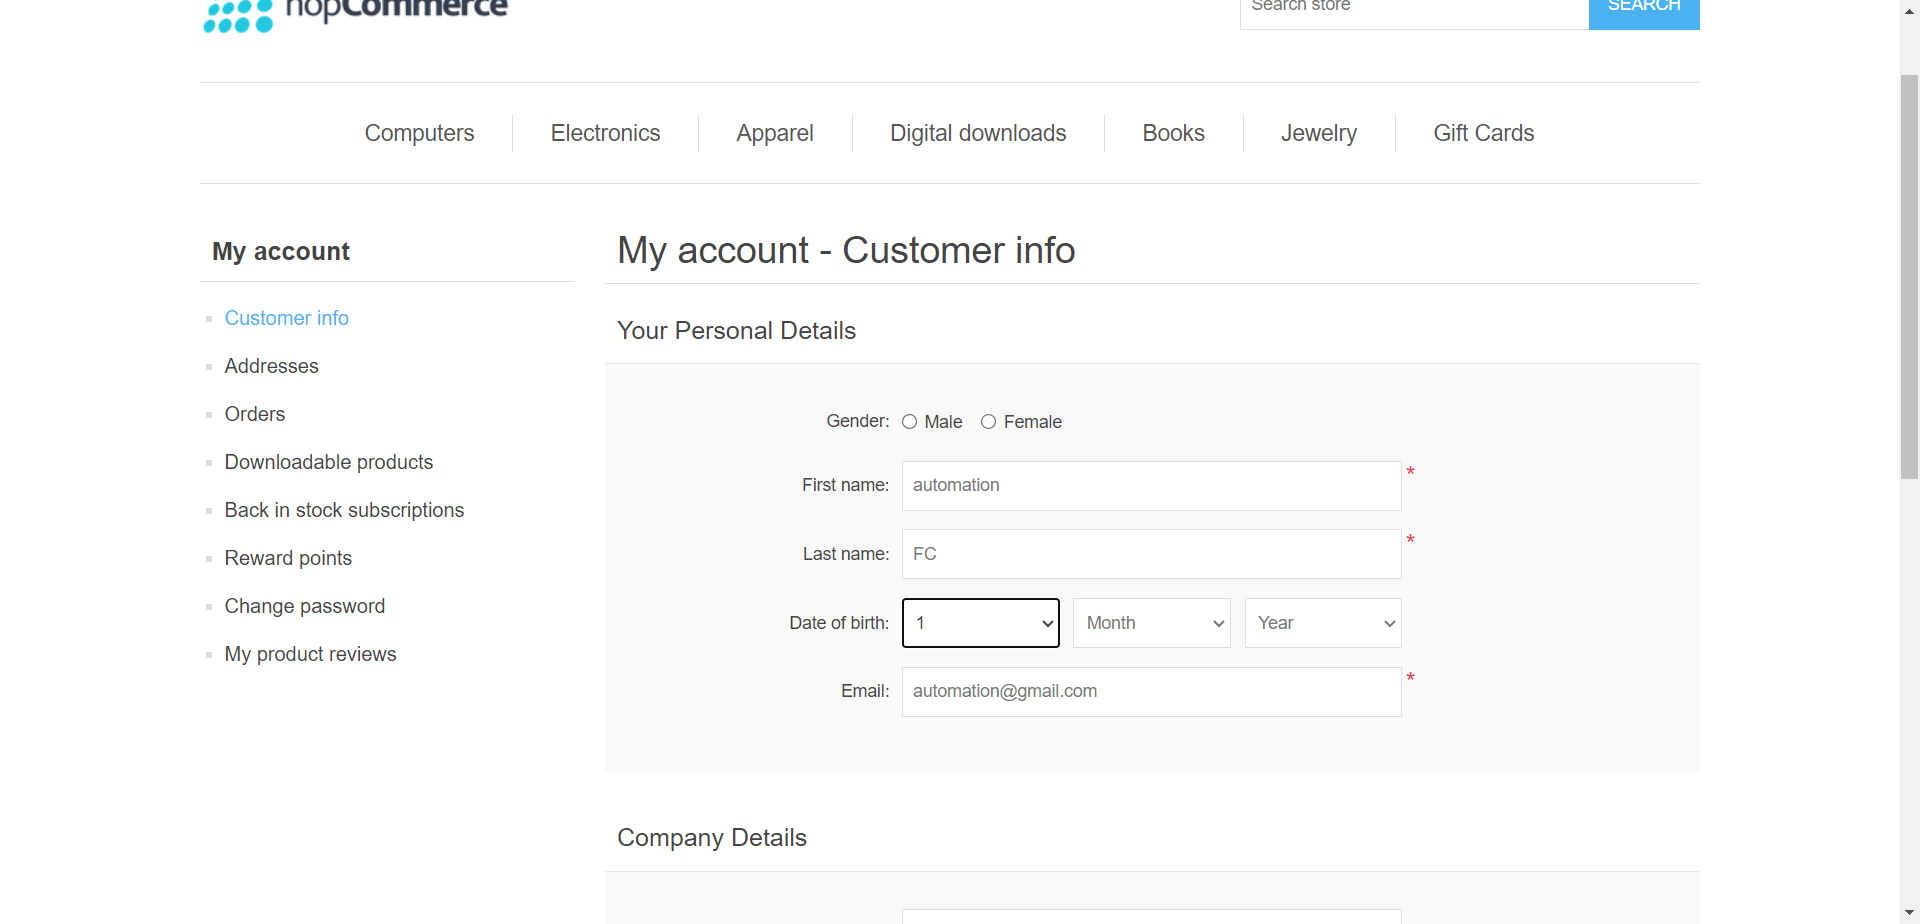 nopCommerce
Search store
SEARCH
Computers
Electronics
Apparel
Digital downloads
Books
Jewelry
Gift Cards
My account
Customer info
Addresses
Orders
Downloadable products
Back in stock subscriptions
Reward points
Change password
My product reviews
My account - Customer info
Your Personal Details
Gender: Male Female
First name: automation *
Last name: FC *
Date of birth: 1 Month Year
Email: automation@gmail.com *
Company Details